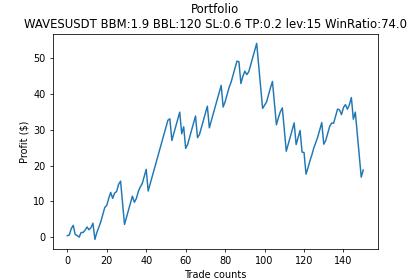 Portfolio
WAVESUSDT BBM:1.9 BBL:120 SL:0.6 TP:0.2 lev:15 WinRatio:74.0
Profit ($)
50
40
30
20
10
0
0 20 40 60 80 100 120 140
Trade counts